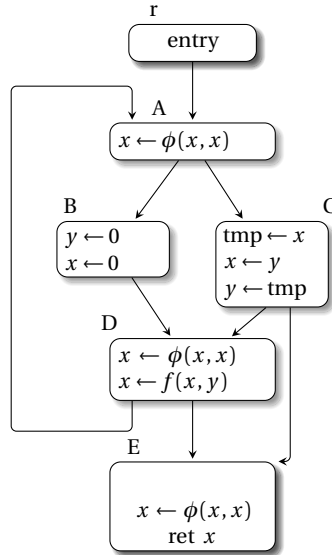 r
entry
A
x ← ϕ(x, x)
B
y ← 0
x ← 0
C
tmp ← x
x ← y
y ← tmp
D
x ← ϕ(x, x)
x ← f(x, y)
E
x ← ϕ(x, x)
ret x